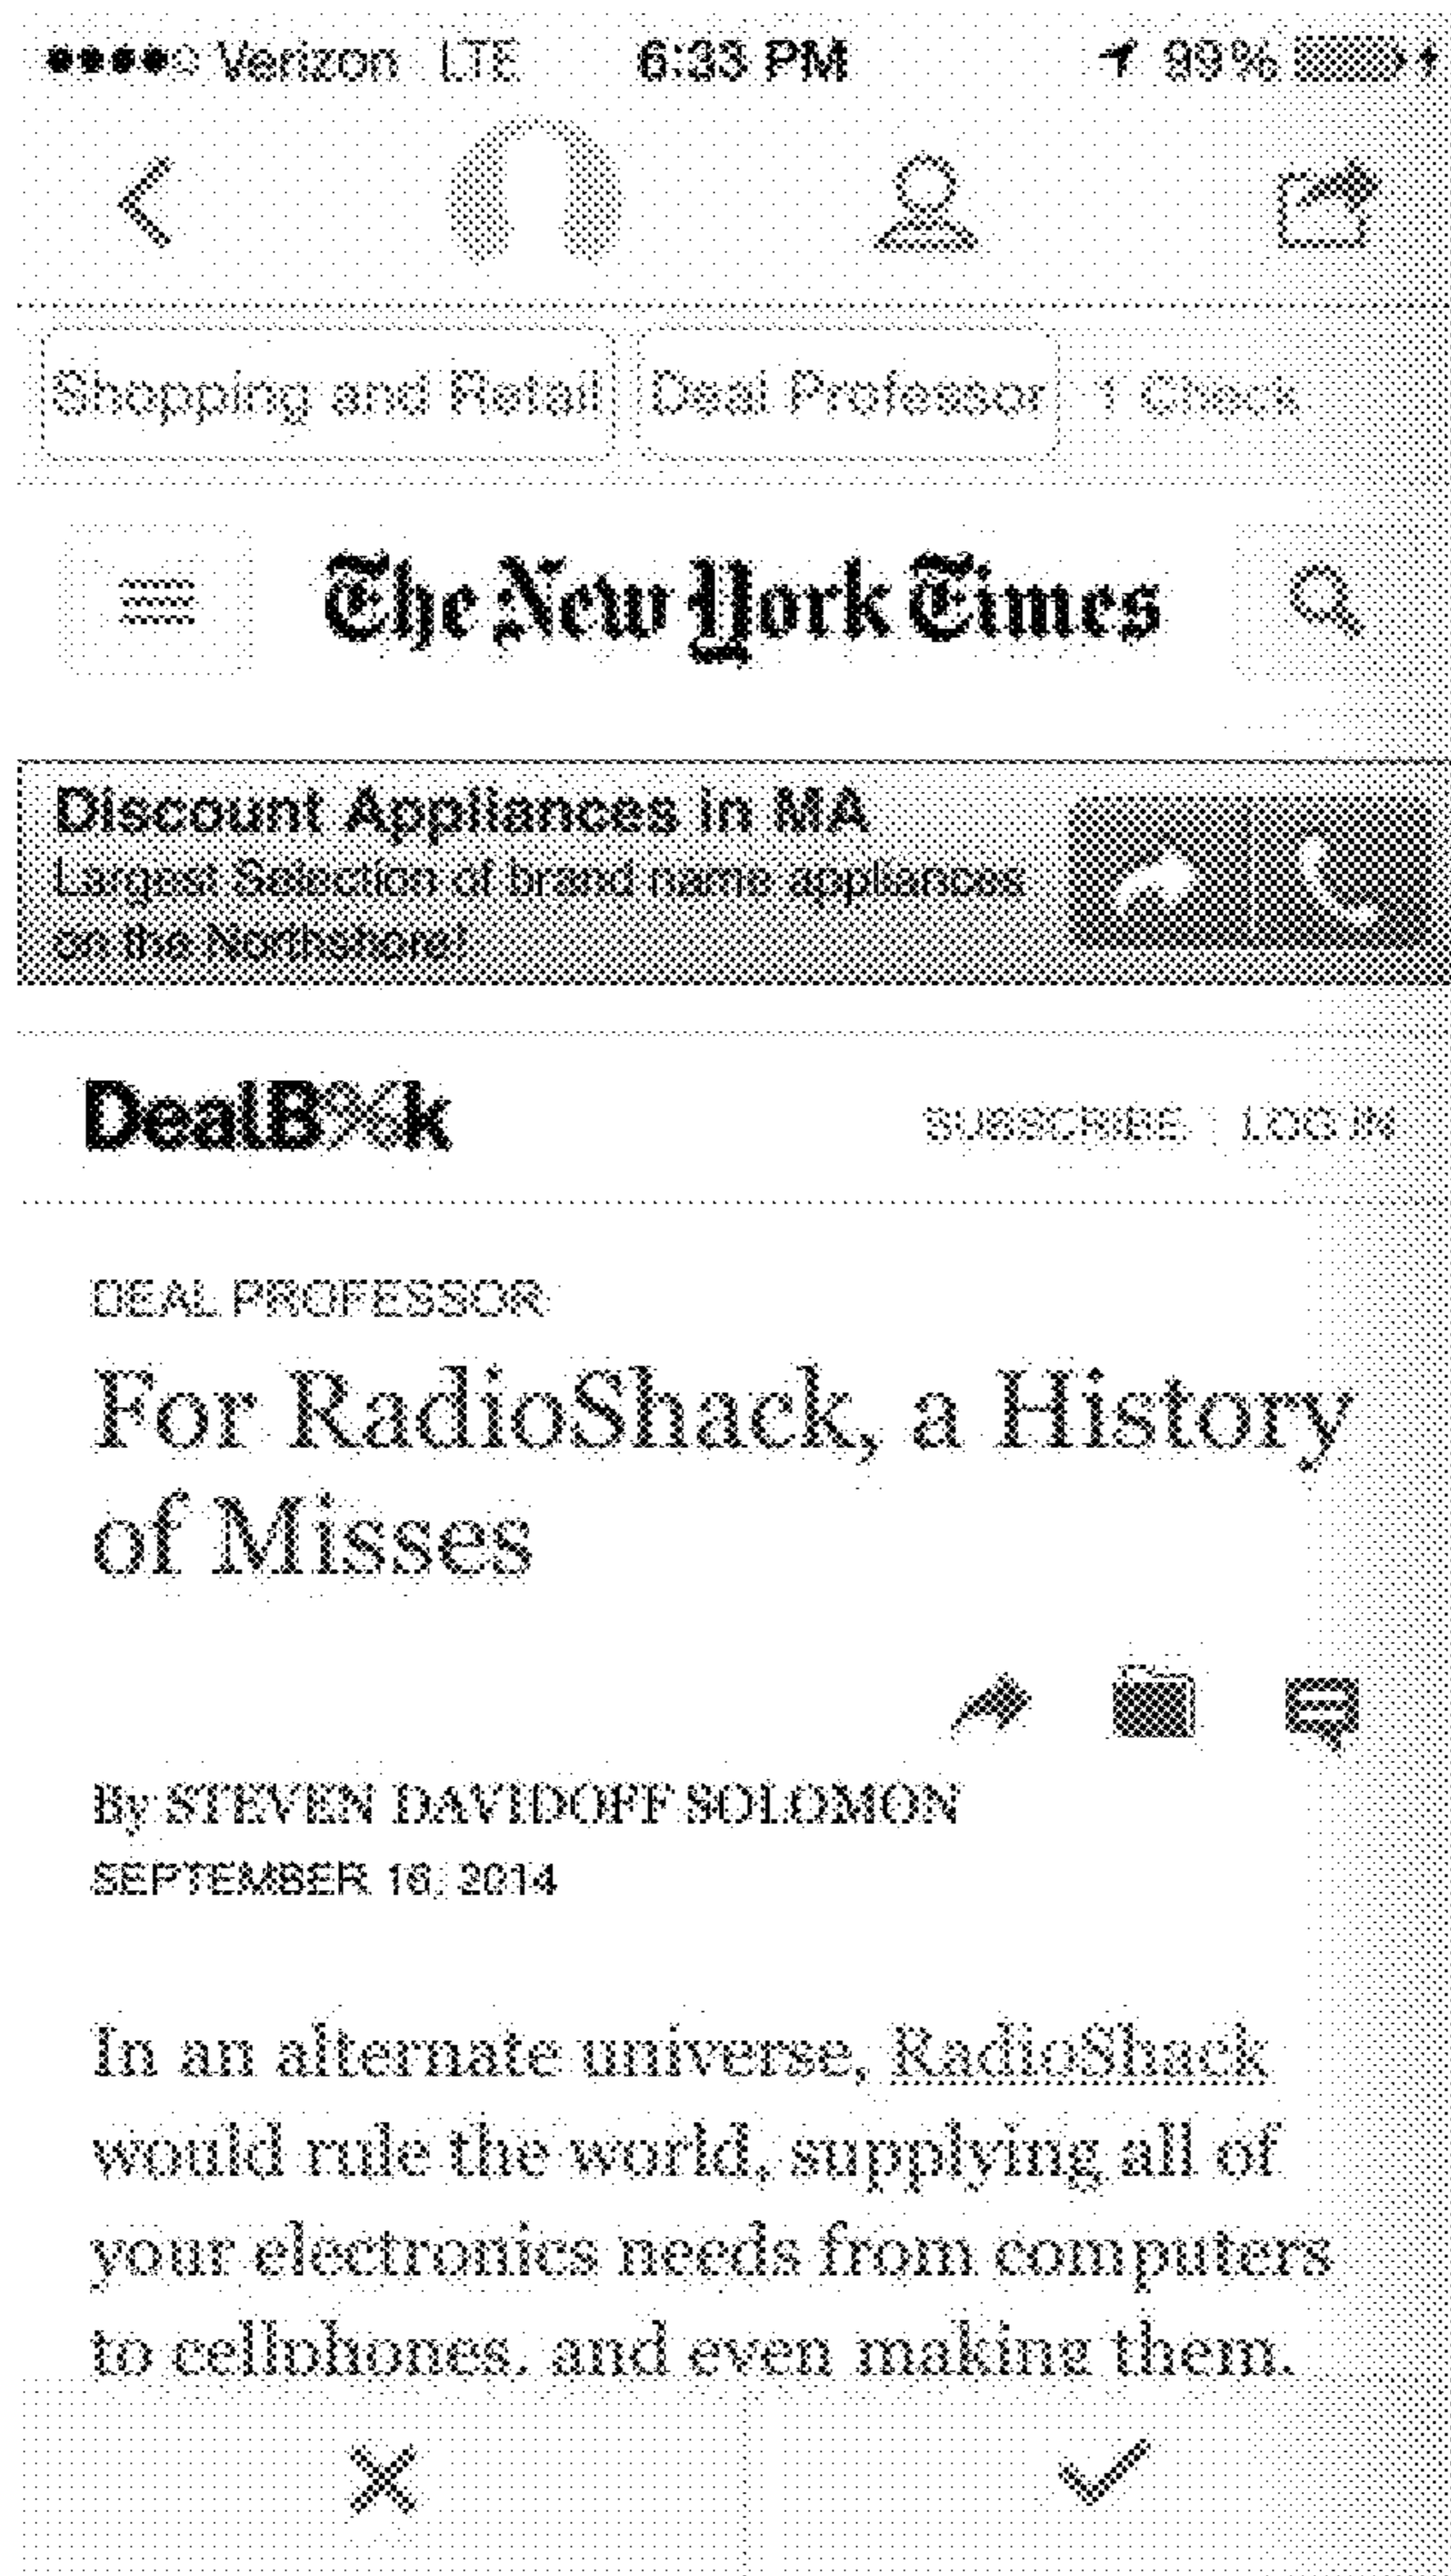 Verizon LTE 6:33 PM 99%
Shopping and Retail Deal Professor 1 Check
The New York Times
Discount Appliances in MA
Largest Selection of brand name appliances
on the Northshore!
DealB%k
SUBSCRIBE | LOG IN
DEAL PROFESSOR
For RadioShack, a History
of Misses
By STEVEN DAVIDOFF SOLOMON
SEPTEMBER 16, 2014
In an alternate universe, RadioShack
would rule the world, supplying all of
your electronics needs from computers
to cellphones, and even making them.